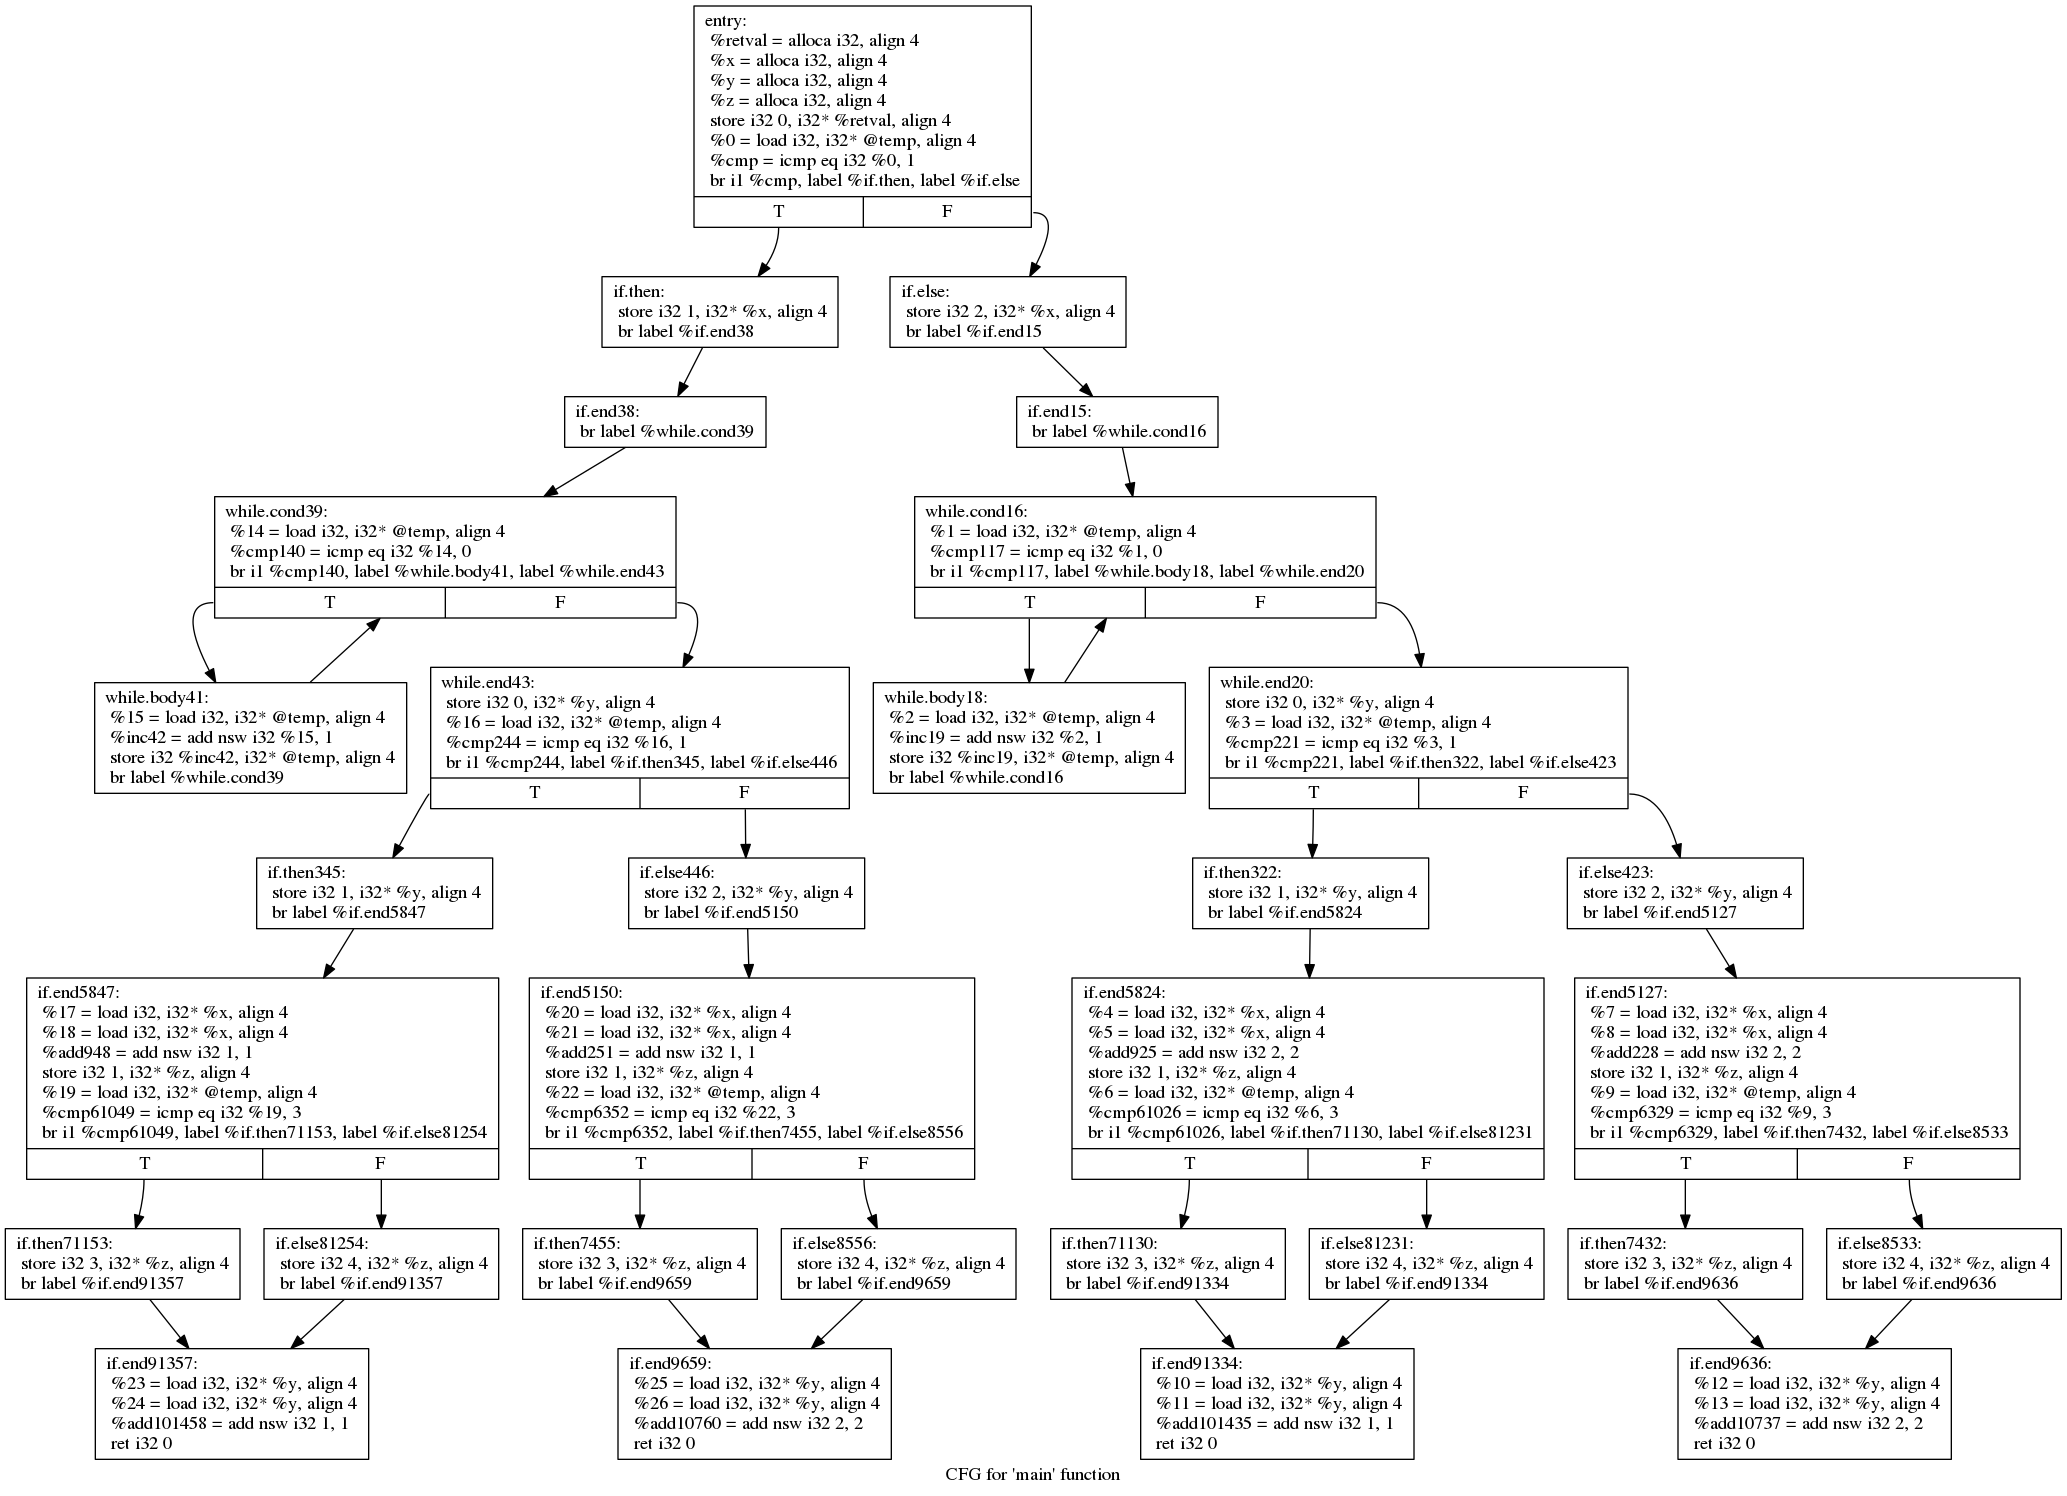 entry:
%retval = alloca i32, align 4
%x = alloca i32, align 4
%y = alloca i32, align 4
%z = alloca i32, align 4
store i32 0, i32* %retval, align 4
%0 = load i32, i32* @temp, align 4
%cmp = icmp eq i32 %0, 1
br i1 %cmp, label %if.then, label %if.else
T F
if.then:
store i32 1, i32* %x, align 4
br label %if.end38
if.else:
store i32 2, i32* %x, align 4
br label %if.end15
if.end38:
br label %while.cond39
if.end15:
br label %while.cond16
while.cond39:
%14 = load i32, i32* @temp, align 4
%cmp140 = icmp eq i32 %14, 0
br i1 %cmp140, label %while.body41, label %while.end43
T F
while.cond16:
%1 = load i32, i32* @temp, align 4
%cmp117 = icmp eq i32 %1, 0
br i1 %cmp117, label %while.body18, label %while.end20
T F
while.body41:
%15 = load i32, i32* @temp, align 4
%inc42 = add nsw i32 %15, 1
store i32 %inc42, i32* @temp, align 4
br label %while.cond39
while.end43:
store i32 0, i32* %y, align 4
%16 = load i32, i32* @temp, align 4
%cmp244 = icmp eq i32 %16, 1
br i1 %cmp244, label %if.then345, label %if.else446
T F
while.body18:
%2 = load i32, i32* @temp, align 4
%inc19 = add nsw i32 %2, 1
store i32 %inc19, i32* @temp, align 4
br label %while.cond16
while.end20:
store i32 0, i32* %y, align 4
%3 = load i32, i32* @temp, align 4
%cmp221 = icmp eq i32 %3, 1
br i1 %cmp221, label %if.then322, label %if.else423
T F
if.then345:
store i32 1, i32* %y, align 4
br label %if.end5847
if.else446:
store i32 2, i32* %y, align 4
br label %if.end5150
if.then322:
store i32 1, i32* %y, align 4
br label %if.end5824
if.else423:
store i32 2, i32* %y, align 4
br label %if.end5127
if.end5847:
%17 = load i32, i32* %x, align 4
%18 = load i32, i32* %x, align 4
%add948 = add nsw i32 1, 1
store i32 1, i32* %z, align 4
%19 = load i32, i32* @temp, align 4
%cmp61049 = icmp eq i32 %19, 3
br i1 %cmp61049, label %if.then71153, label %if.else81254
T F
if.end5150:
%20 = load i32, i32* %x, align 4
%21 = load i32, i32* %x, align 4
%add251 = add nsw i32 1, 1
store i32 1, i32* %z, align 4
%22 = load i32, i32* @temp, align 4
%cmp6352 = icmp eq i32 %22, 3
br i1 %cmp6352, label %if.then7455, label %if.else8556
T F
if.end5824:
%4 = load i32, i32* %x, align 4
%5 = load i32, i32* %x, align 4
%add925 = add nsw i32 2, 2
store i32 1, i32* %z, align 4
%6 = load i32, i32* @temp, align 4
%cmp61026 = icmp eq i32 %6, 3
br i1 %cmp61026, label %if.then71130, label %if.else81231
T F
if.end5127:
%7 = load i32, i32* %x, align 4
%8 = load i32, i32* %x, align 4
%add228 = add nsw i32 2, 2
store i32 1, i32* %z, align 4
%9 = load i32, i32* @temp, align 4
%cmp6329 = icmp eq i32 %9, 3
br i1 %cmp6329, label %if.then7432, label %if.else8533
T F
if.then71153:
store i32 3, i32* %z, align 4
br label %if.end91357
if.else81254:
store i32 4, i32* %z, align 4
br label %if.end91357
if.then7455:
store i32 3, i32* %z, align 4
br label %if.end9659
if.else8556:
store i32 4, i32* %z, align 4
br label %if.end9659
if.then71130:
store i32 3, i32* %z, align 4
br label %if.end91334
if.else81231:
store i32 4, i32* %z, align 4
br label %if.end91334
if.then7432:
store i32 3, i32* %z, align 4
br label %if.end9636
if.else8533:
store i32 4, i32* %z, align 4
br label %if.end9636
if.end91357:
%23 = load i32, i32* %y, align 4
%24 = load i32, i32* %y, align 4
%add101458 = add nsw i32 1, 1
ret i32 0
if.end9659:
%25 = load i32, i32* %y, align 4
%26 = load i32, i32* %y, align 4
%add10760 = add nsw i32 2, 2
ret i32 0
if.end91334:
%10 = load i32, i32* %y, align 4
%11 = load i32, i32* %y, align 4
%add101435 = add nsw i32 1, 1
ret i32 0
if.end9636:
%12 = load i32, i32* %y, align 4
%13 = load i32, i32* %y, align 4
%add10737 = add nsw i32 2, 2
ret i32 0
CFG for 'main' function